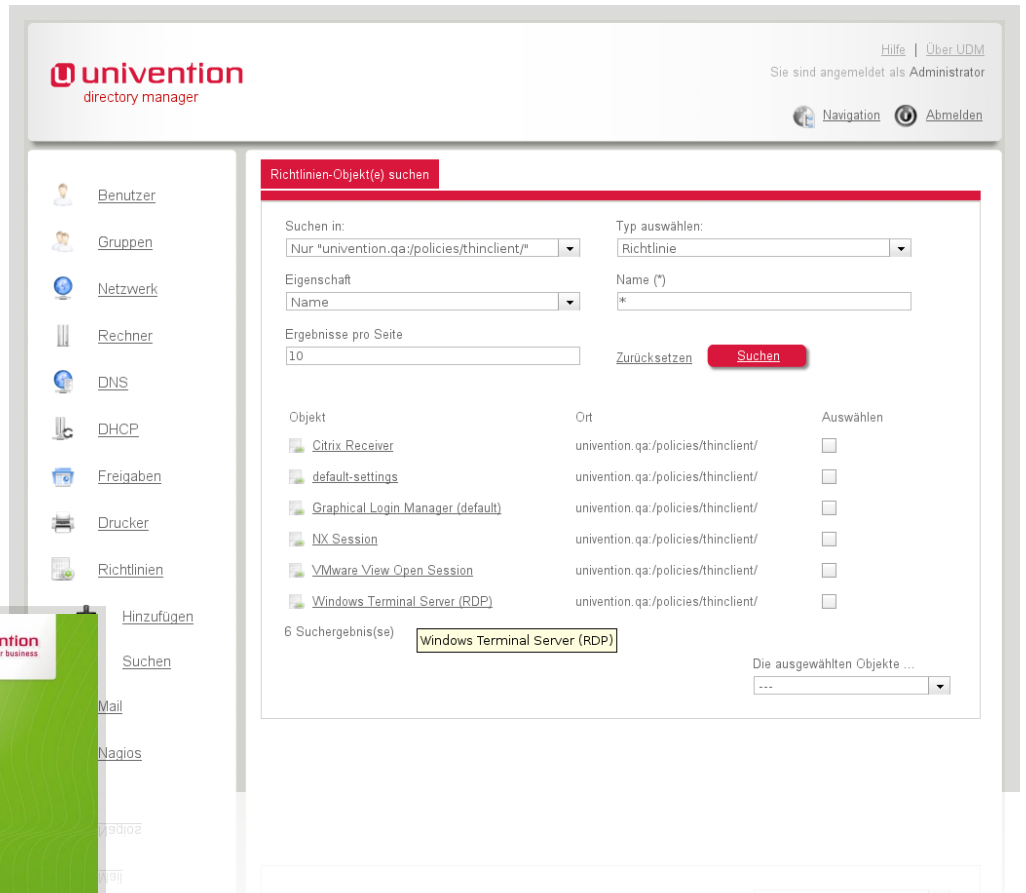 Hilfe | Über UDM
univention
directory manager
Sie sind angemeldet als Administrator
Navigation Abmelden
Benutzer
Gruppen
Netzwerk
Rechner
DNS
DHCP
Freigaben
Drucker
Richtlinien
Hinzufügen
Suchen
Mail
Nagios
Richtlinien-Objekt(e) suchen
Suchen in: Typ auswählen:
Nur "univention.qa:/policies/thinclient/" Richtlinie
Eigenschaft Name (*)
Name *
Ergebnisse pro Seite
10 Zurücksetzen Suchen
Objekt Ort Auswählen
Citrix Receiver univention.qa:/policies/thinclient/
default-settings univention.qa:/policies/thinclient/
Graphical Login Manager (default) univention.qa:/policies/thinclient/
NX Session univention.qa:/policies/thinclient/
VMware View Open Session univention.qa:/policies/thinclient/
Windows Terminal Server (RDP) univention.qa:/policies/thinclient/
6 Suchergebnis(se)
Windows Terminal Server (RDP)
Die ausgewählten Objekte ...
---
ntion
r business
Nagios
Mail